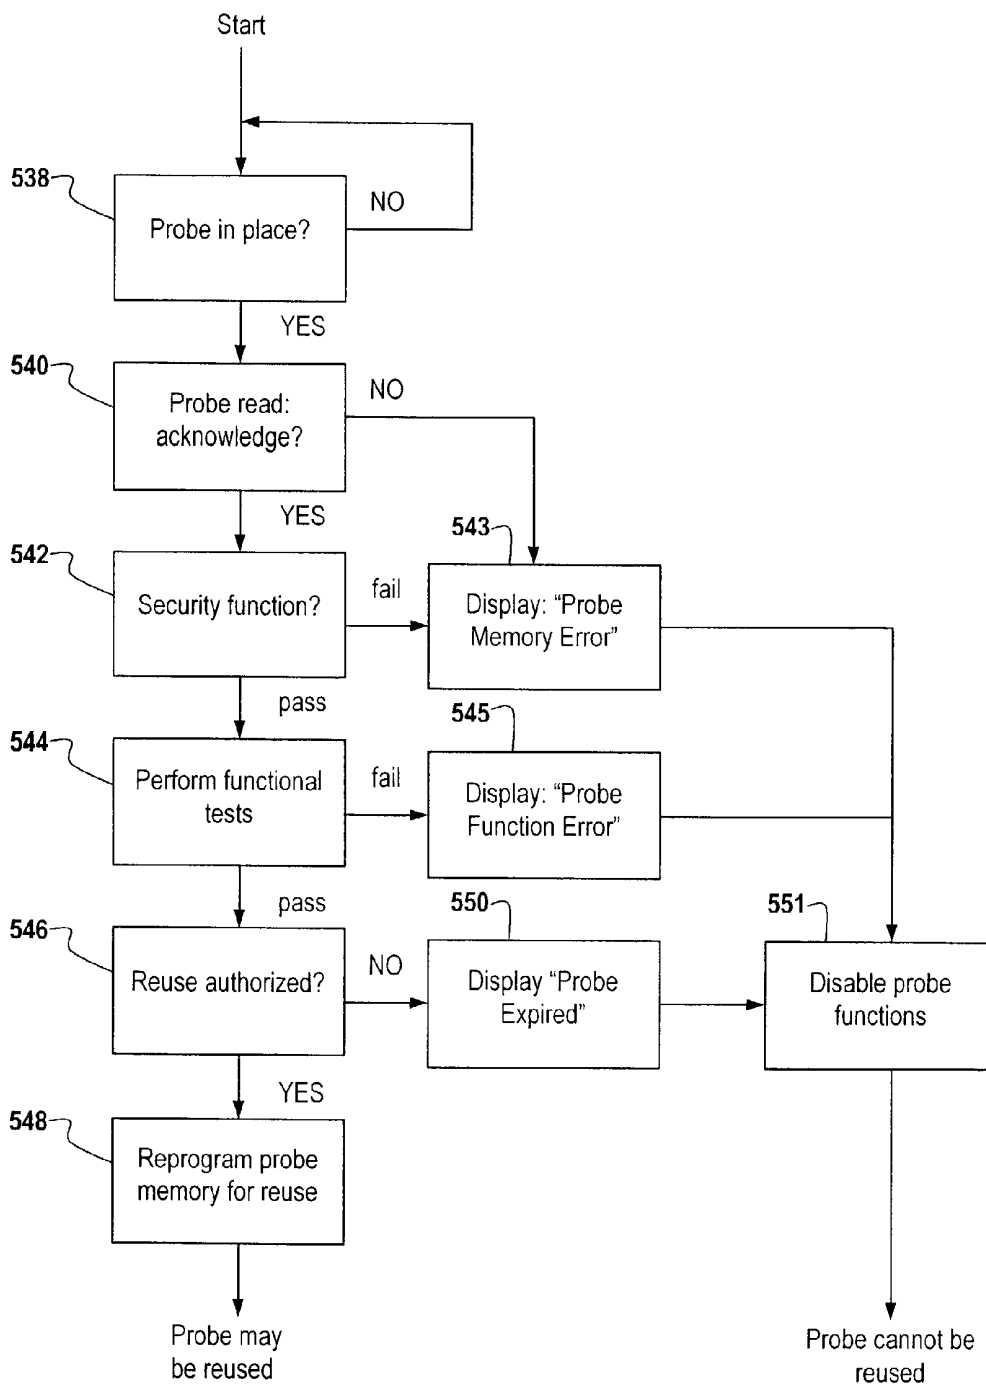 Start
538
Probe in place?
NO
YES
540
Probe read:
acknowledge?
NO
YES
542
Security function?
fail
543
Display: “Probe
Memory Error”
pass
544
Perform functional
tests
fail
545
Display: “Probe
Function Error”
pass
546
Reuse authorized?
NO
550
Display “Probe
Expired”
551
Disable probe
functions
YES
548
Reprogram probe
memory for reuse
Probe may
be reused
Probe cannot be
reused